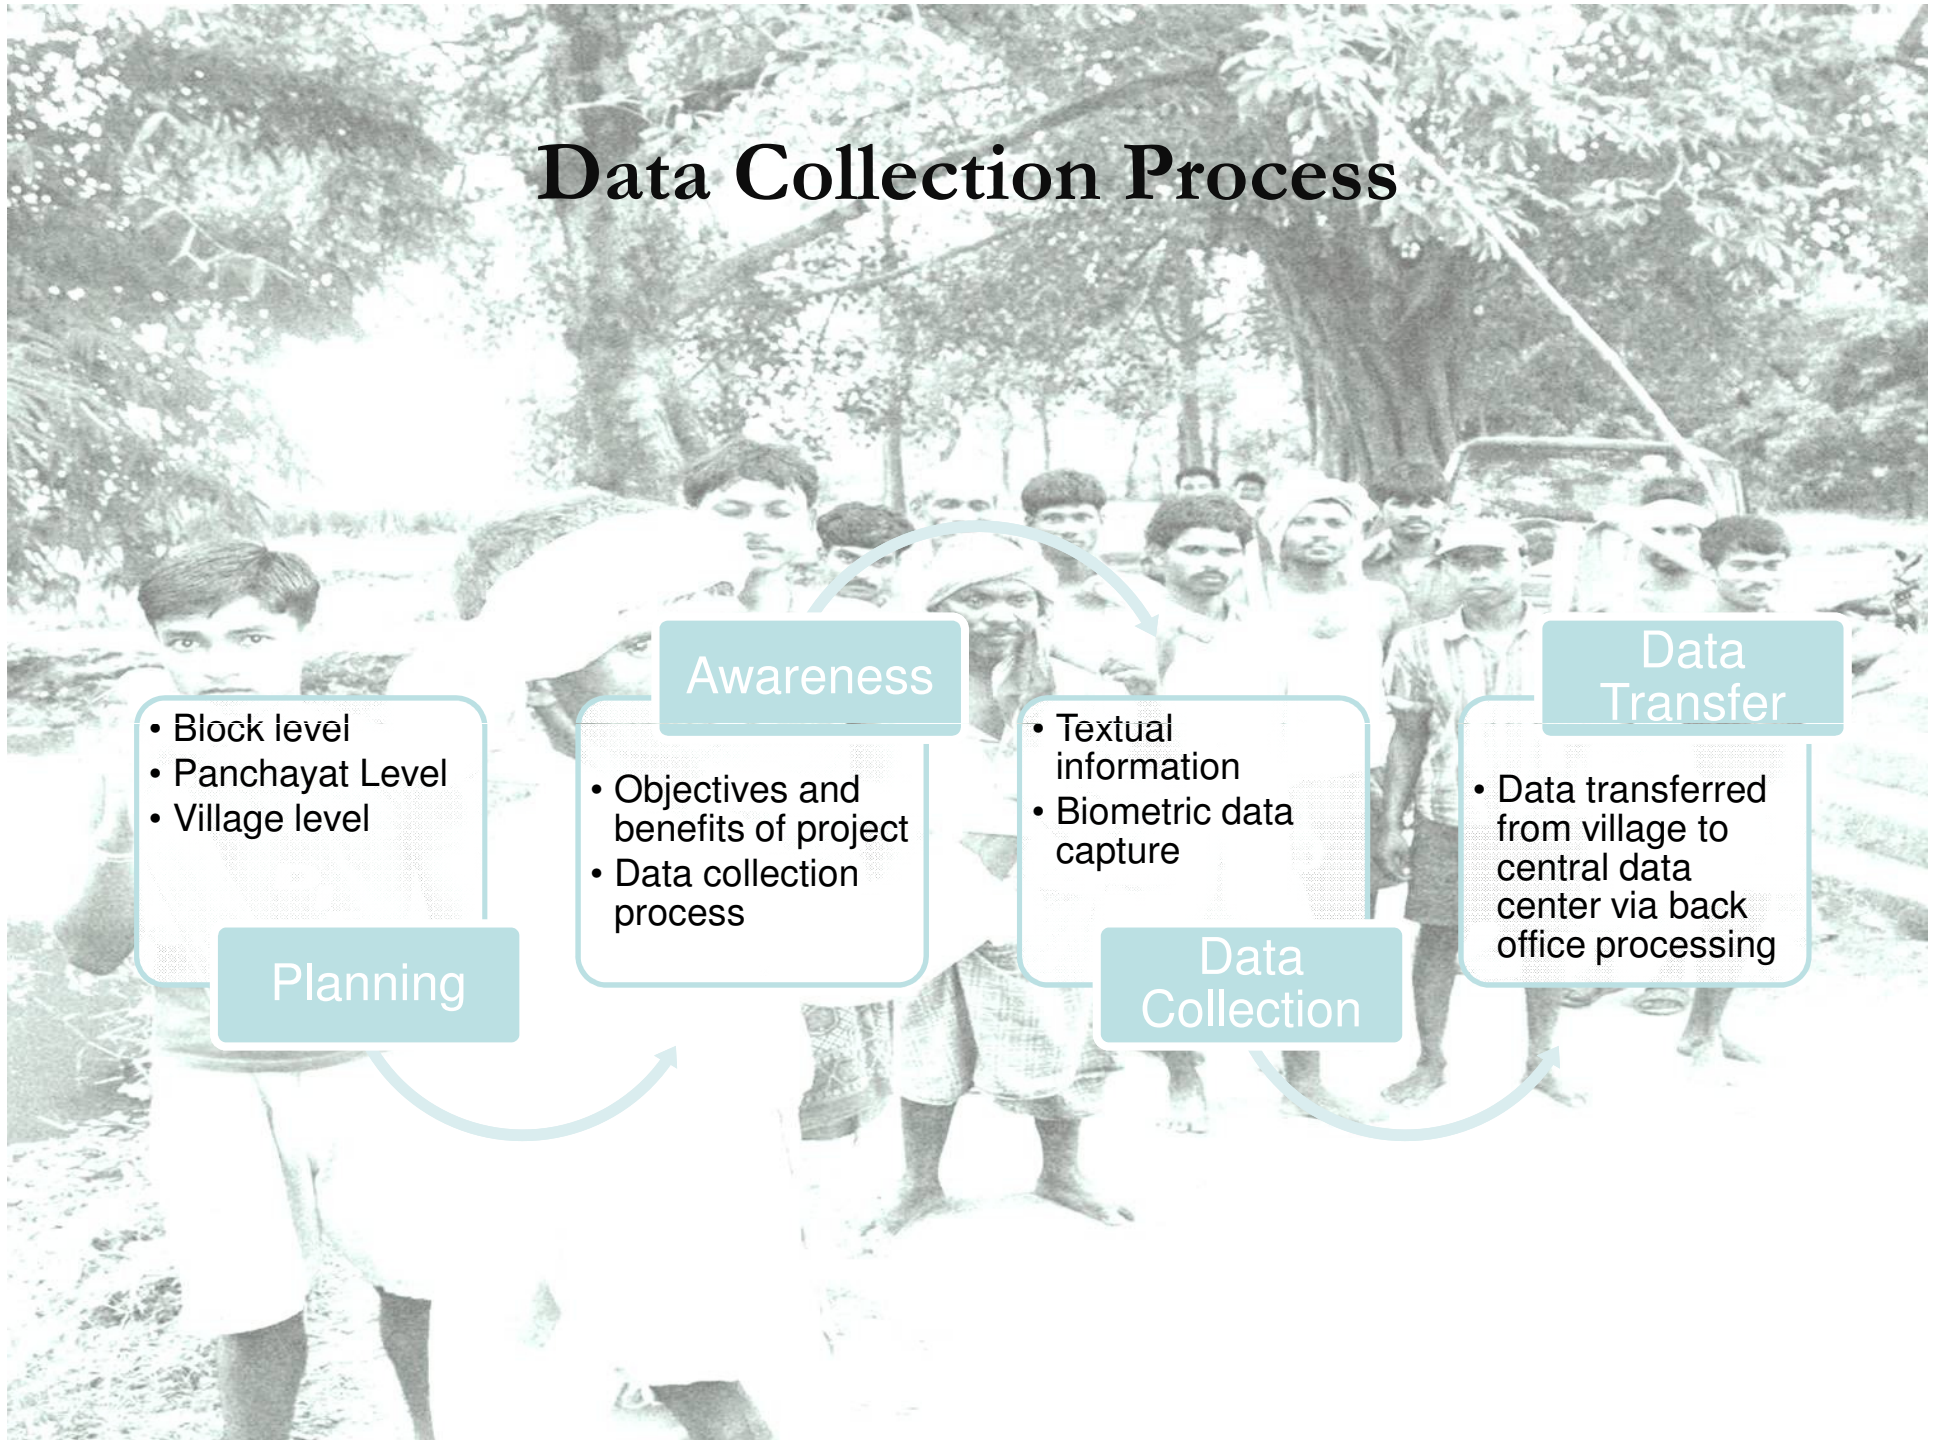 Data Collection Process
• Block level
• Panchayat Level
• Village level
Planning
Awareness
• Objectives and
benefits of project
• Data collection
process
• Textual
information
• Biometric data
capture
Data
Collection
Data
Transfer
• Data transferred
from village to
central data
center via back
office processing